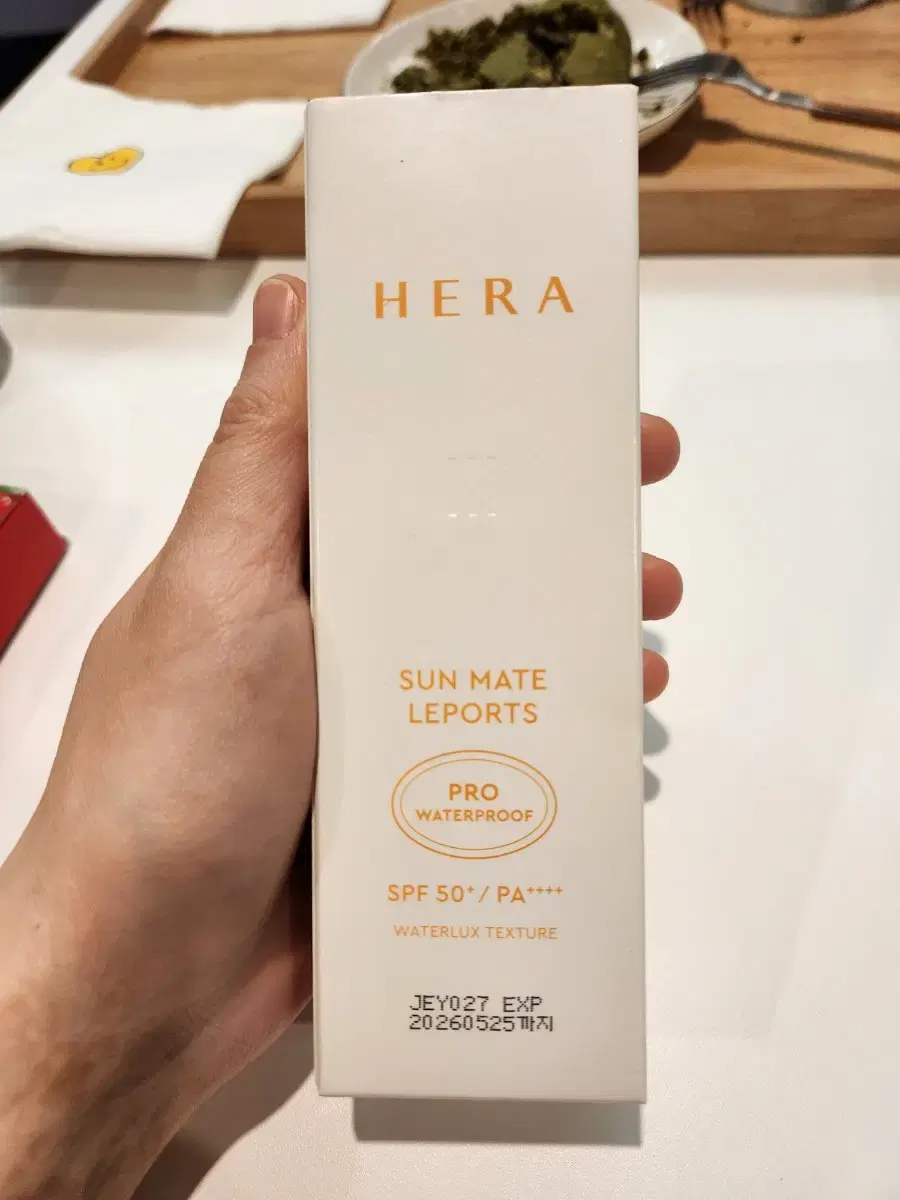 HERA
SUN MATE
LEPORTS
PRO
WATERPROOF
SPF 50+ / PA++++
WATERLUX TEXTURE
JEY027 EXP
20260525까지